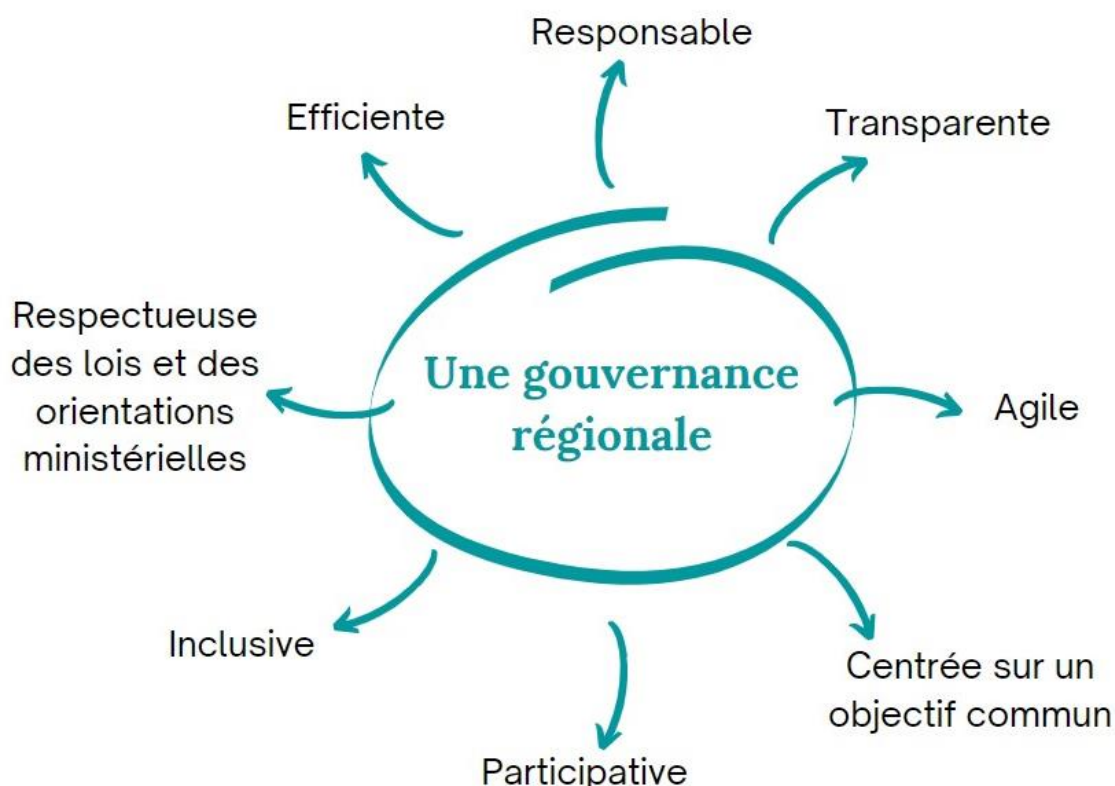 Responsable
Efficiente
Transparente
Respectueuse
des lois et des
orientations
ministérielles
Une gouvernance
régionale
Agile
Inclusive
Centrée sur un
objectif commun
Participative